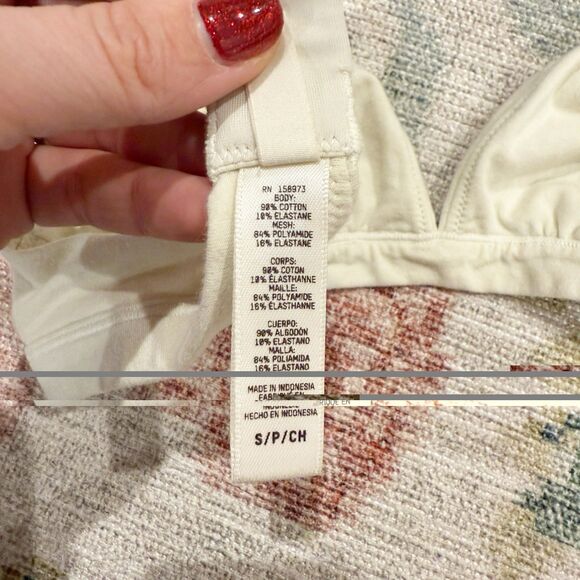 RN 158973
BODY:
90% COTTON
10% ELASTANE
MESH:
84% POLYAMIDE
16% ELASTANE
CORPS:
90% COTON
10% ÉLASTHANNE
MAILLE:
84% POLYAMIDE
16% ÉLASTHANNE
CUERPO:
90% ALGODÓN
10% ELASTANO
MALLA:
84% POLIAMIDA
16% ELASTANO
MADE IN INDONESIA
EN
HECHO EN INDONESIA
S/P/CH